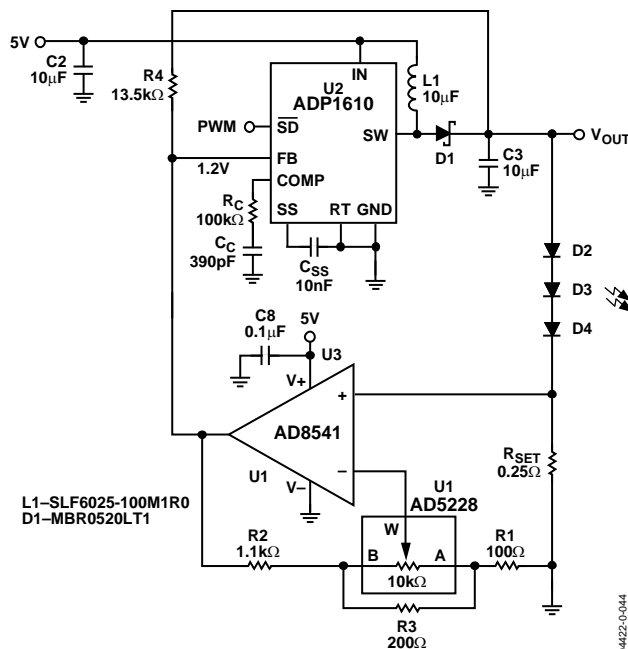 5V
C2
10μF
R4
13.5kΩ
IN
U2
ADP1610
L1
10μF
PWM
SD
SW
D1
VOUT
C3
10μF
FB
1.2V
COMP
RC
100kΩ
CC
390pF
SS
RT
GND
CSS
10nF
D2
D3
D4
C8
0.1μF
5V
U3
V+
+
AD8541
–
U1
V–
RSET
0.25Ω
U1
AD5228
W
B
A
10kΩ
L1–SLF6025-100M1R0
D1–MBR0520LT1
R2
1.1kΩ
R1
100Ω
R3
200Ω
04422-0-044